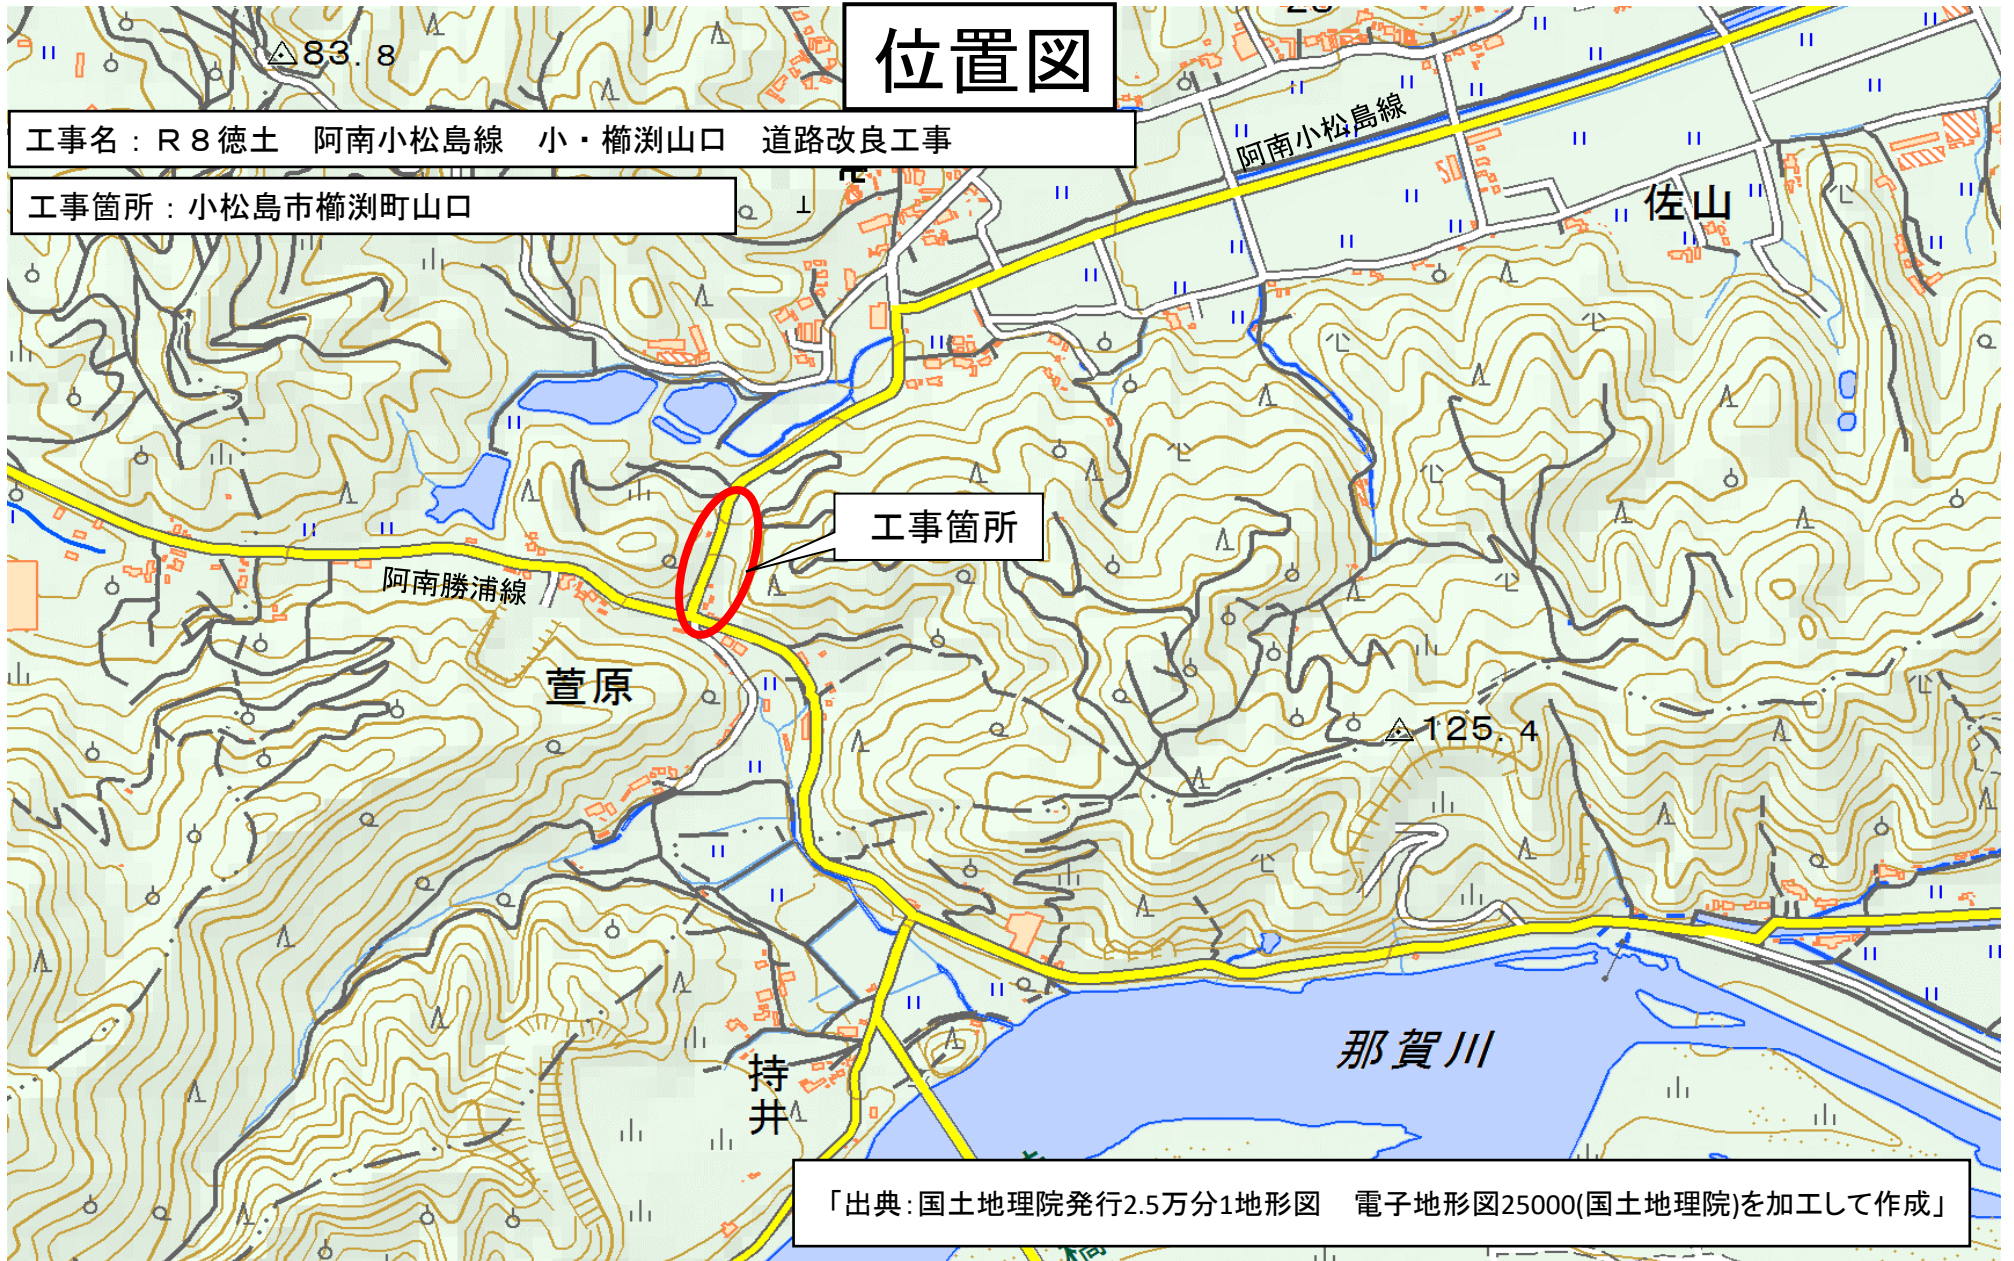 位置図
83.8
工事名：Ｒ８徳土　阿南小松島線　小・櫛渕山口　道路改良工事
工事箇所：小松島市櫛渕町山口
阿南小松島線
佐山
工事箇所
阿南勝浦線
萱原
125.4
那賀川
持井
「出典：国土地理院発行2.5万分1地形図　電子地形図25000(国土地理院)を加工して作成」